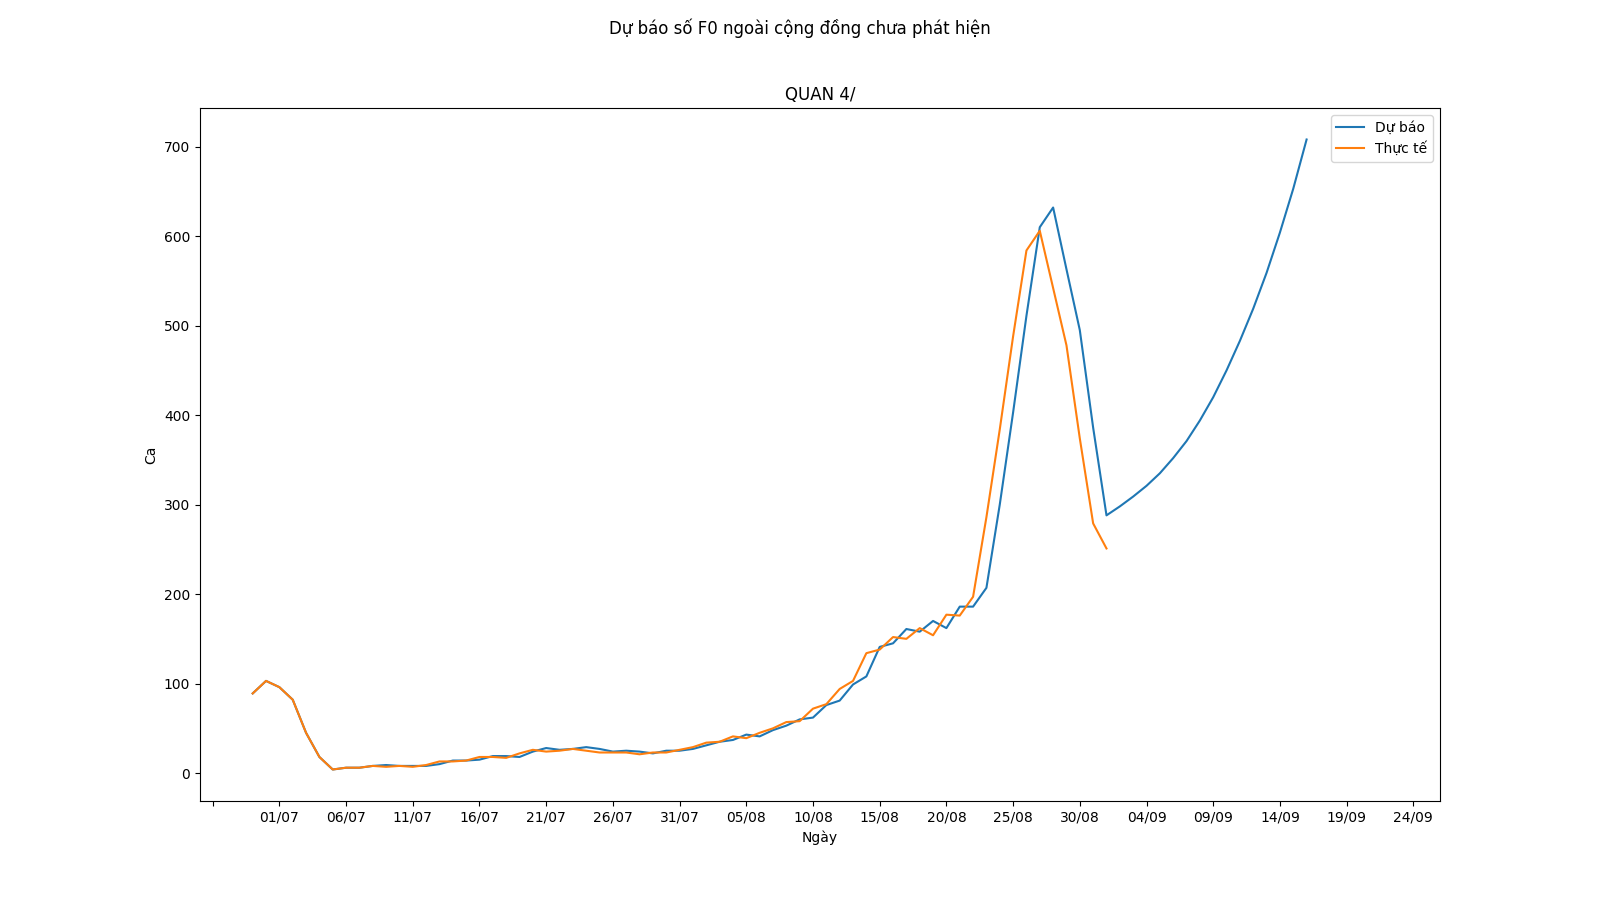 Dự báo số F0 ngoài cộng đồng chưa phát hiện
QUAN 4/
Dự báo
Thực tế
700
600
500
400
300
200
100
0
Ca
01/07 06/07 11/07 16/07 21/07 26/07 31/07 05/08 10/08 15/08 20/08 25/08 30/08 04/09 09/09 14/09 19/09 24/09
Ngày